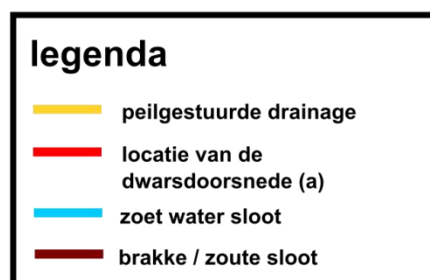 legenda
peilgestuurde drainage
locatie van de
dwarsdoorsnede (a)
zoet water sloot
brakke / zoute sloot